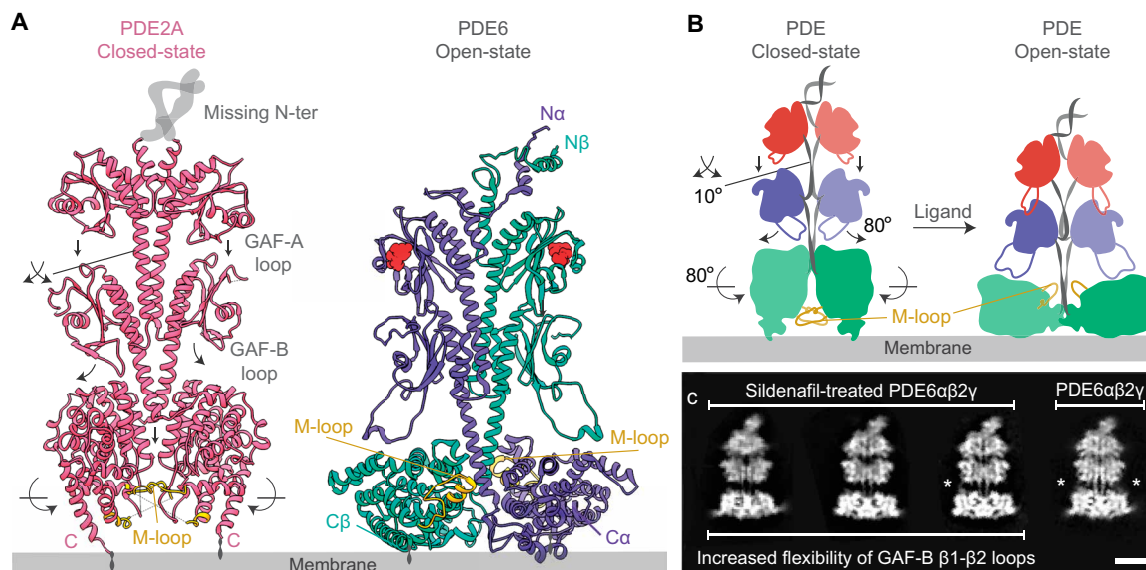 A
PDE2A
Closed-state
PDE6
Open-state
Missing N-ter
Nα
Nβ
GAF-A
loop
GAF-B
loop
M-loop
M-loop
C
M-loop
C
Cβ
Cα
Membrane
B
PDE
Closed-state
PDE
Open-state
10°
80°
Ligand
80°
M-loop
Membrane
C
Sildenafil-treated PDE6αβ2γ
PDE6αβ2γ
* * *
Increased flexibility of GAF-B β1-β2 loops